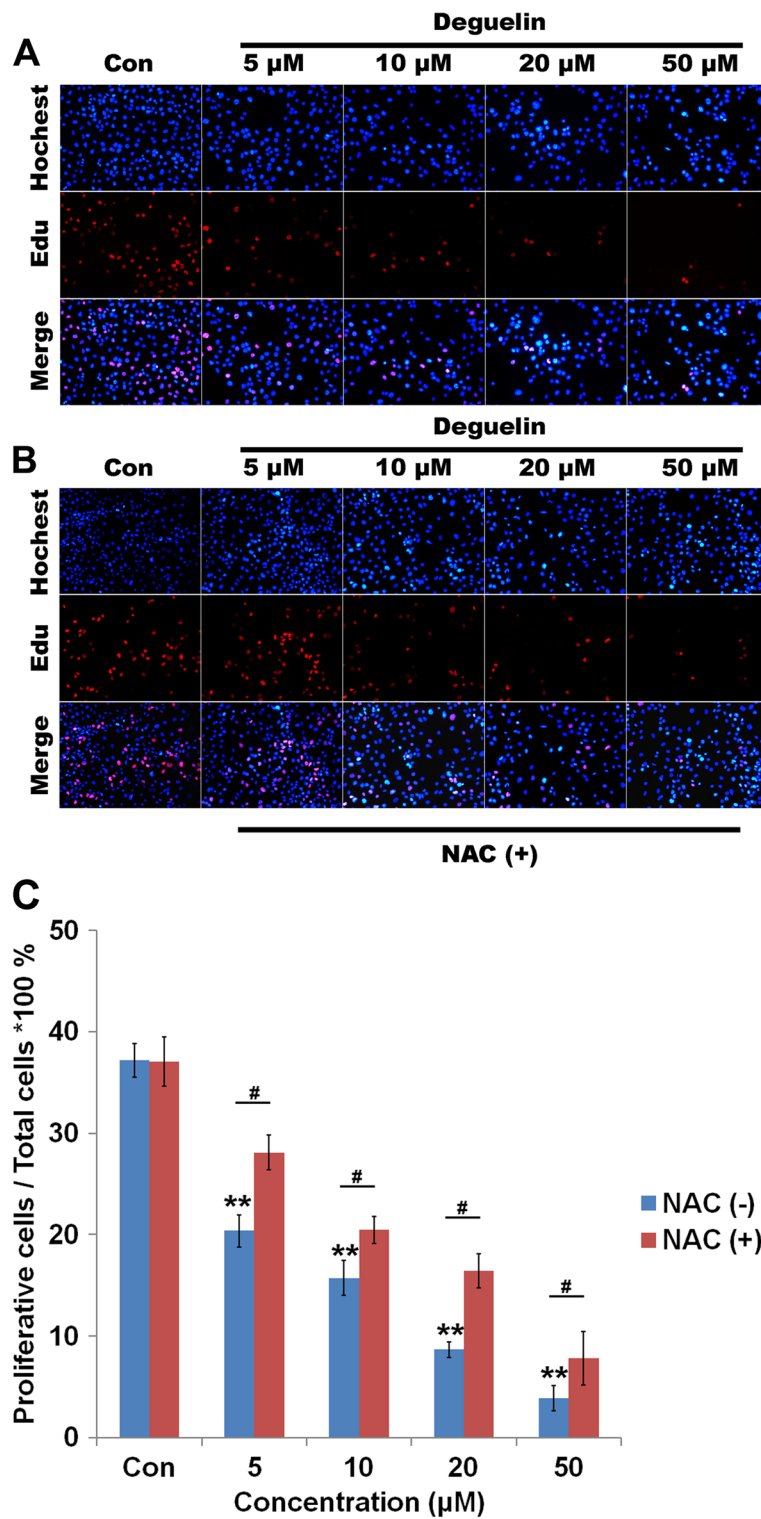 Deguelin
A
Con 5 µM 10 µM 20 µM 50 µM
Hochest
Edu
Merge
Deguelin
B
Con 5 µM 10 µM 20 µM 50 µM
Hochest
Edu
Merge
NAC (+)
C
Proliferative cells / Total cells *100 %
50
40
30
20
10
0
#
#
#
#
**
**
**
**
NAC (-)
NAC (+)
Con 5 10 20 50
Concentration (µM)